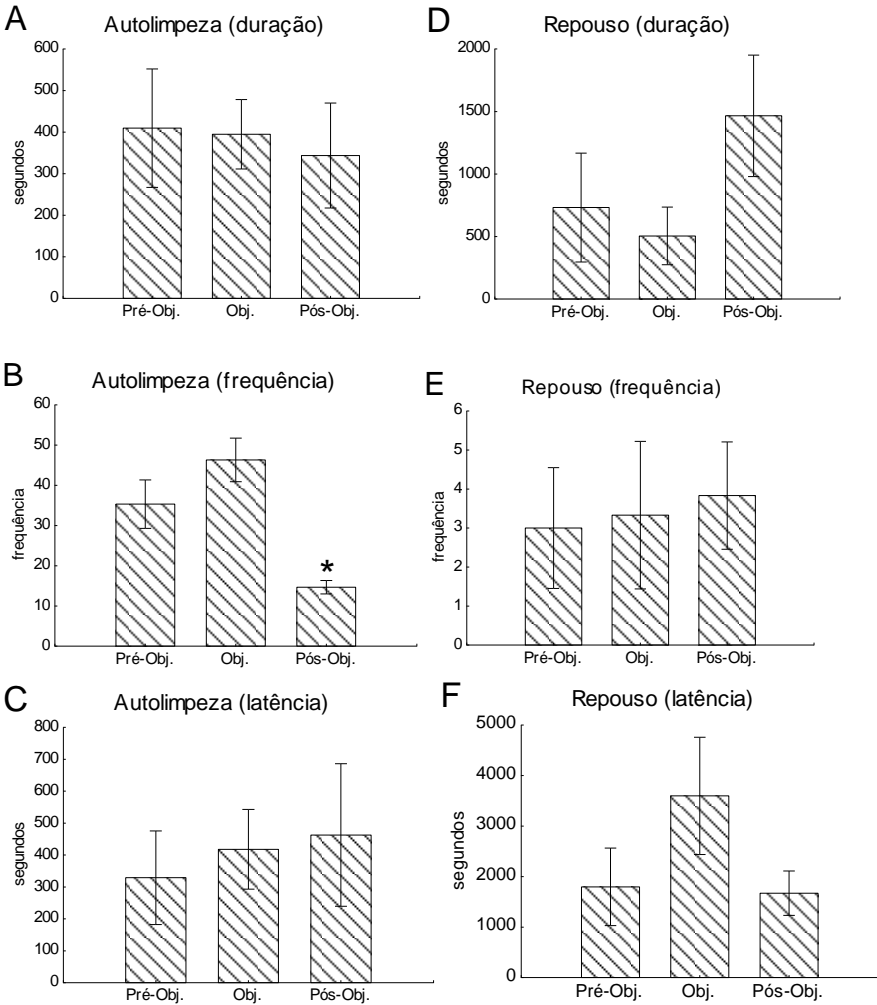 A
Autolimpeza (duração)
600
500
400
300
200
100
0
segundos
Pré-Obj. Obj. Pós-Obj.
D
Repouso (duração)
2000
1500
1000
500
0
segundos
Pré-Obj. Obj. Pós-Obj.
B
Autolimpeza (frequência)
60
50
40
30
20
10
0
frequência
*
Pré-Obj. Obj. Pós-Obj.
E
Repouso (frequência)
6
5
4
3
2
1
0
frequência
Pré-Obj. Obj. Pós-Obj.
C
Autolimpeza (latência)
800
700
600
500
400
300
200
100
0
segundos
Pré-Obj. Obj. Pós-Obj.
F
Repouso (latência)
5000
4000
3000
2000
1000
0
segundos
Pré-Obj. Obj. Pós-Obj.